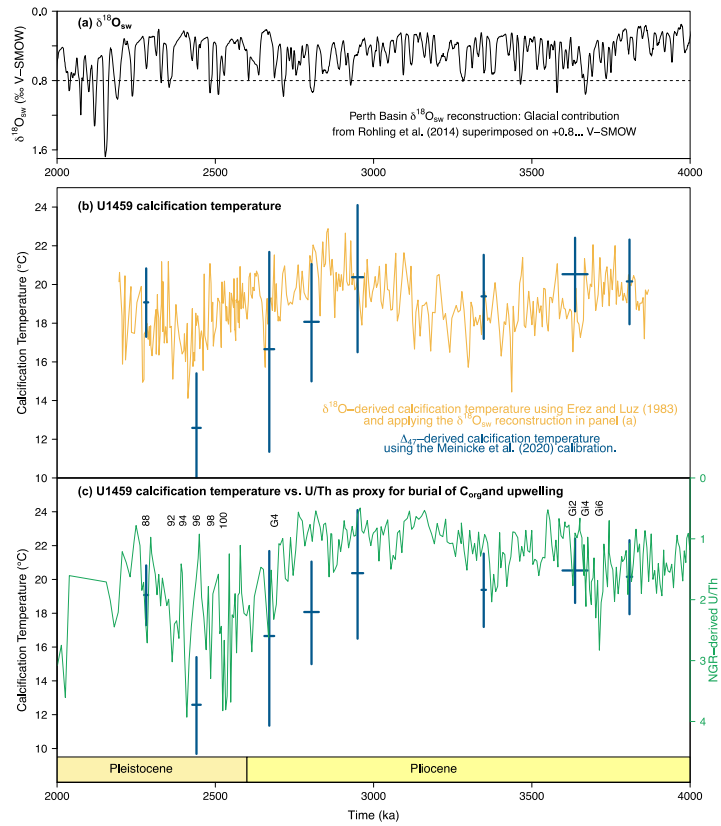 (a) δ18Osw
0.0
0.8
1.6
δ18Osw (‰ V−SMOW)
Perth Basin δ18Osw reconstruction: Glacial contribution
from Rohling et al. (2014) superimposed on +0.8... V−SMOW
2000
2500
3000
3500
4000
(b) U1459 calcification temperature
24
22
20
18
16
14
12
10
Calcification Temperature (°C)
δ18O−derived calcification temperature using Erez and Luz (1983)
and applying the δ18Osw reconstruction in panel (a)
Δ47−derived calcification temperature
using the Meinicke et al. (2020) calibration.
(c) U1459 calcification temperature vs. U/Th as proxy for burial of Corg and upwelling
88
92
94
96
98
100
G4
Gi2
Gi4
Gi6
24
22
20
18
16
14
12
10
Calcification Temperature (°C)
0
1
2
3
4
NGR−derived U/Th
Pleistocene
Pliocene
2000
2500
3000
3500
4000
Time (ka)